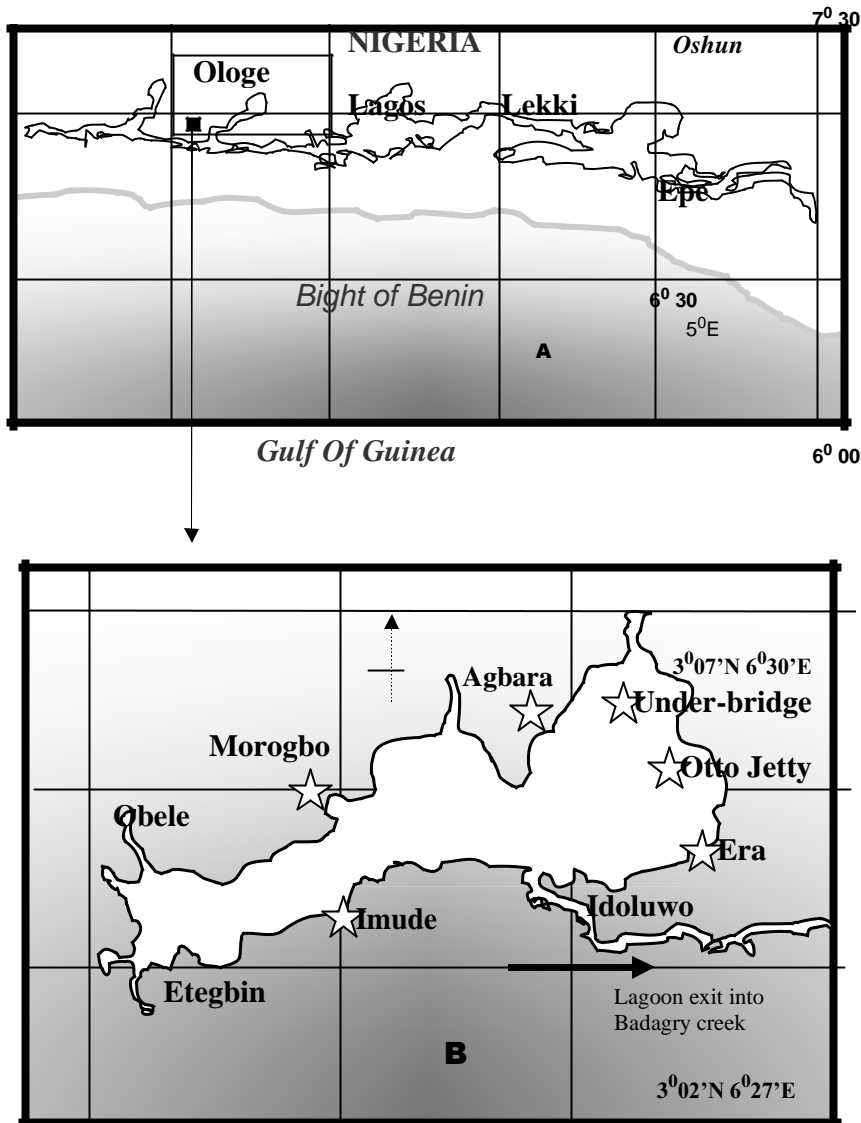 7⁰ 30
NIGERIA
Oshun
Ologe
Lagos
Lekki
Epe
Bight of Benin
6⁰ 30
5⁰E
A
Gulf Of Guinea
6⁰ 00
3⁰07’N 6⁰30’E
Agbara
Under-bridge
Morogbo
Otto Jetty
Obele
Era
Idoluwo
Imude
Etegbin
Lagoon exit into
Badagry creek
B
3⁰02’N 6⁰27’E